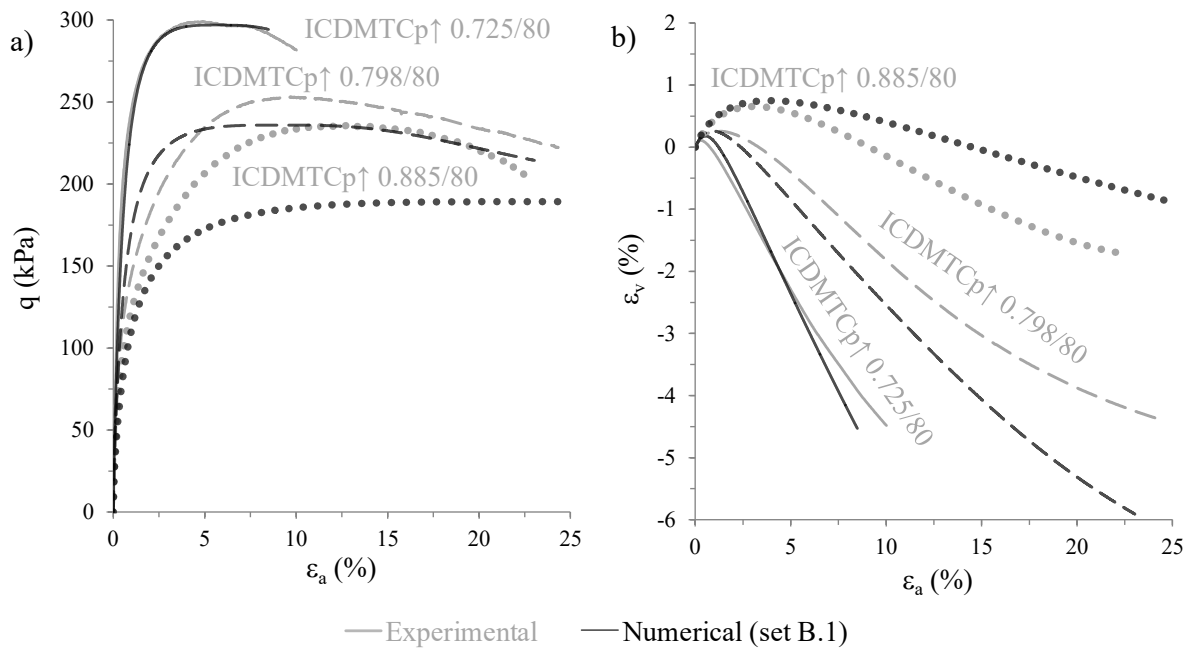 a)
300
250
200
150
100
50
0
q (kPa)
0 5 10 15 20 25
εₐ (%)
ICDMTCp↑ 0.725/80
ICDMTCp↑ 0.798/80
ICDMTCp↑ 0.885/80
b)
2
1
0
-1
-2
-3
-4
-5
-6
εᵥ (%)
0 5 10 15 20 25
εₐ (%)
ICDMTCp↑ 0.885/80
ICDMTCp↑ 0.798/80
ICDMTCp↑ 0.725/80
Experimental Numerical (set B.1)